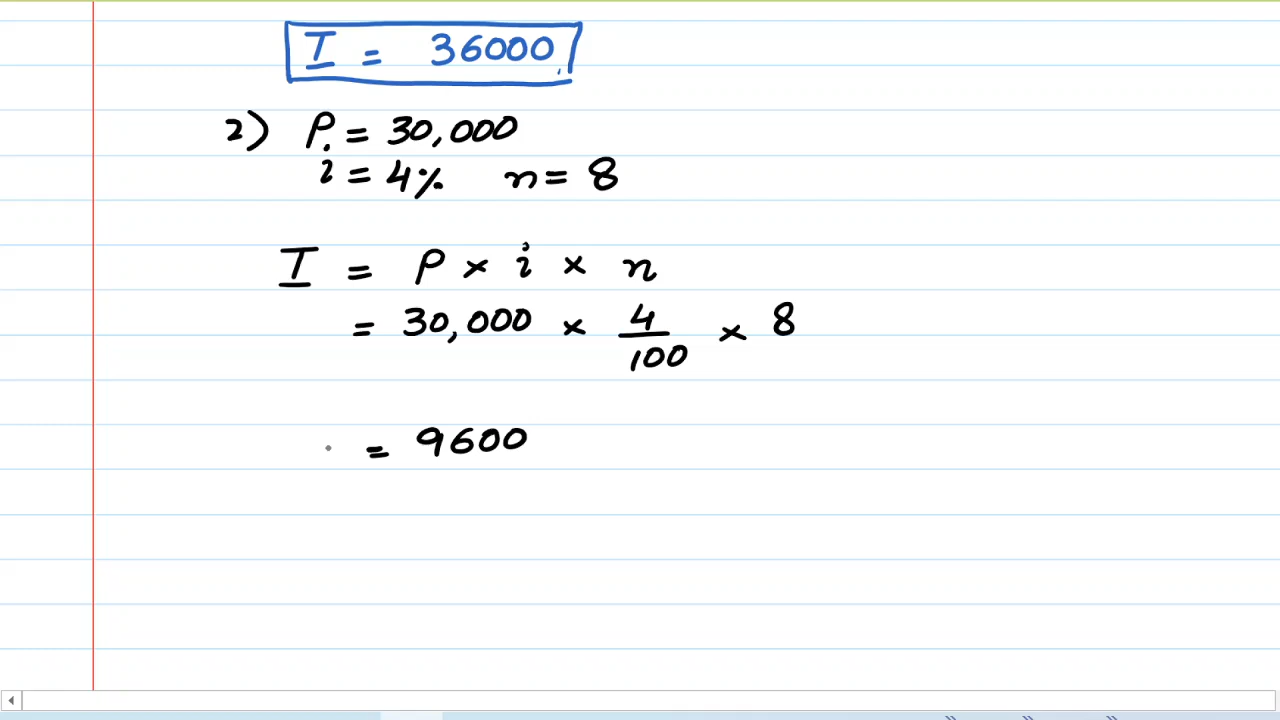 I = 36000.
2) P. = 30,000
i = 4% n = 8
I = P × i × n
= 30,000 × 4/100 × 8
= 9600